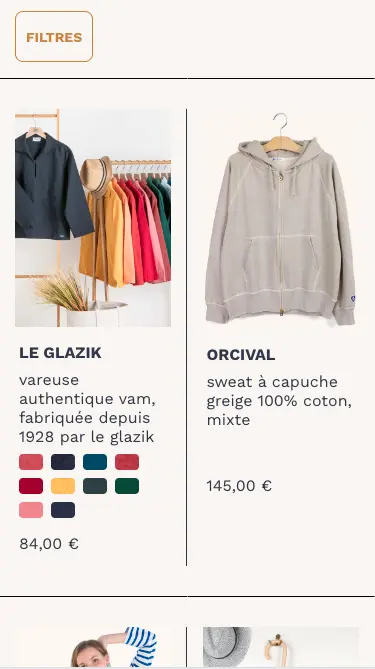 FILTRES
LE GLAZIK
vareuse
authentique vam,
fabriquée depuis
1928 par le glazik
84,00 €
ORCIVAL
sweat à capuche
greige 100% coton,
mixte
145,00 €